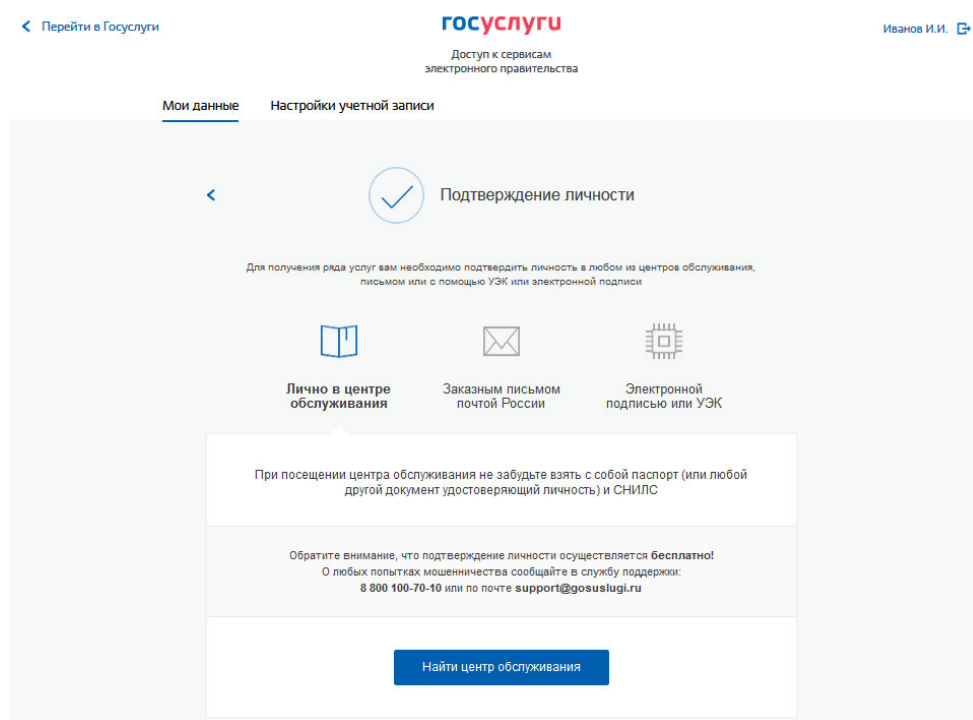 Перейти в Госуслуги
госуслуги
Иванов И.И.
Доступ к сервисам
электронного правительства
Мои данные
Настройки учетной записи
Подтверждение личности
Для получения ряда услуг вам необходимо подтвердить личность в любом из центров обслуживания,
письмом или с помощью УЭК или электронной подписи
Лично в центре
обслуживания
Заказным письмом
почтой России
Электронной
подписью или УЭК
При посещении центра обслуживания не забудьте взять с собой паспорт (или любой
другой документ удостоверяющий личность) и СНИЛС
Обратите внимание, что подтверждение личности осуществляется бесплатно!
О любых попытках мошенничества сообщайте в службу поддержки:
8 800 100-70-10 или по почте support@gosuslugi.ru
Найти центр обслуживания